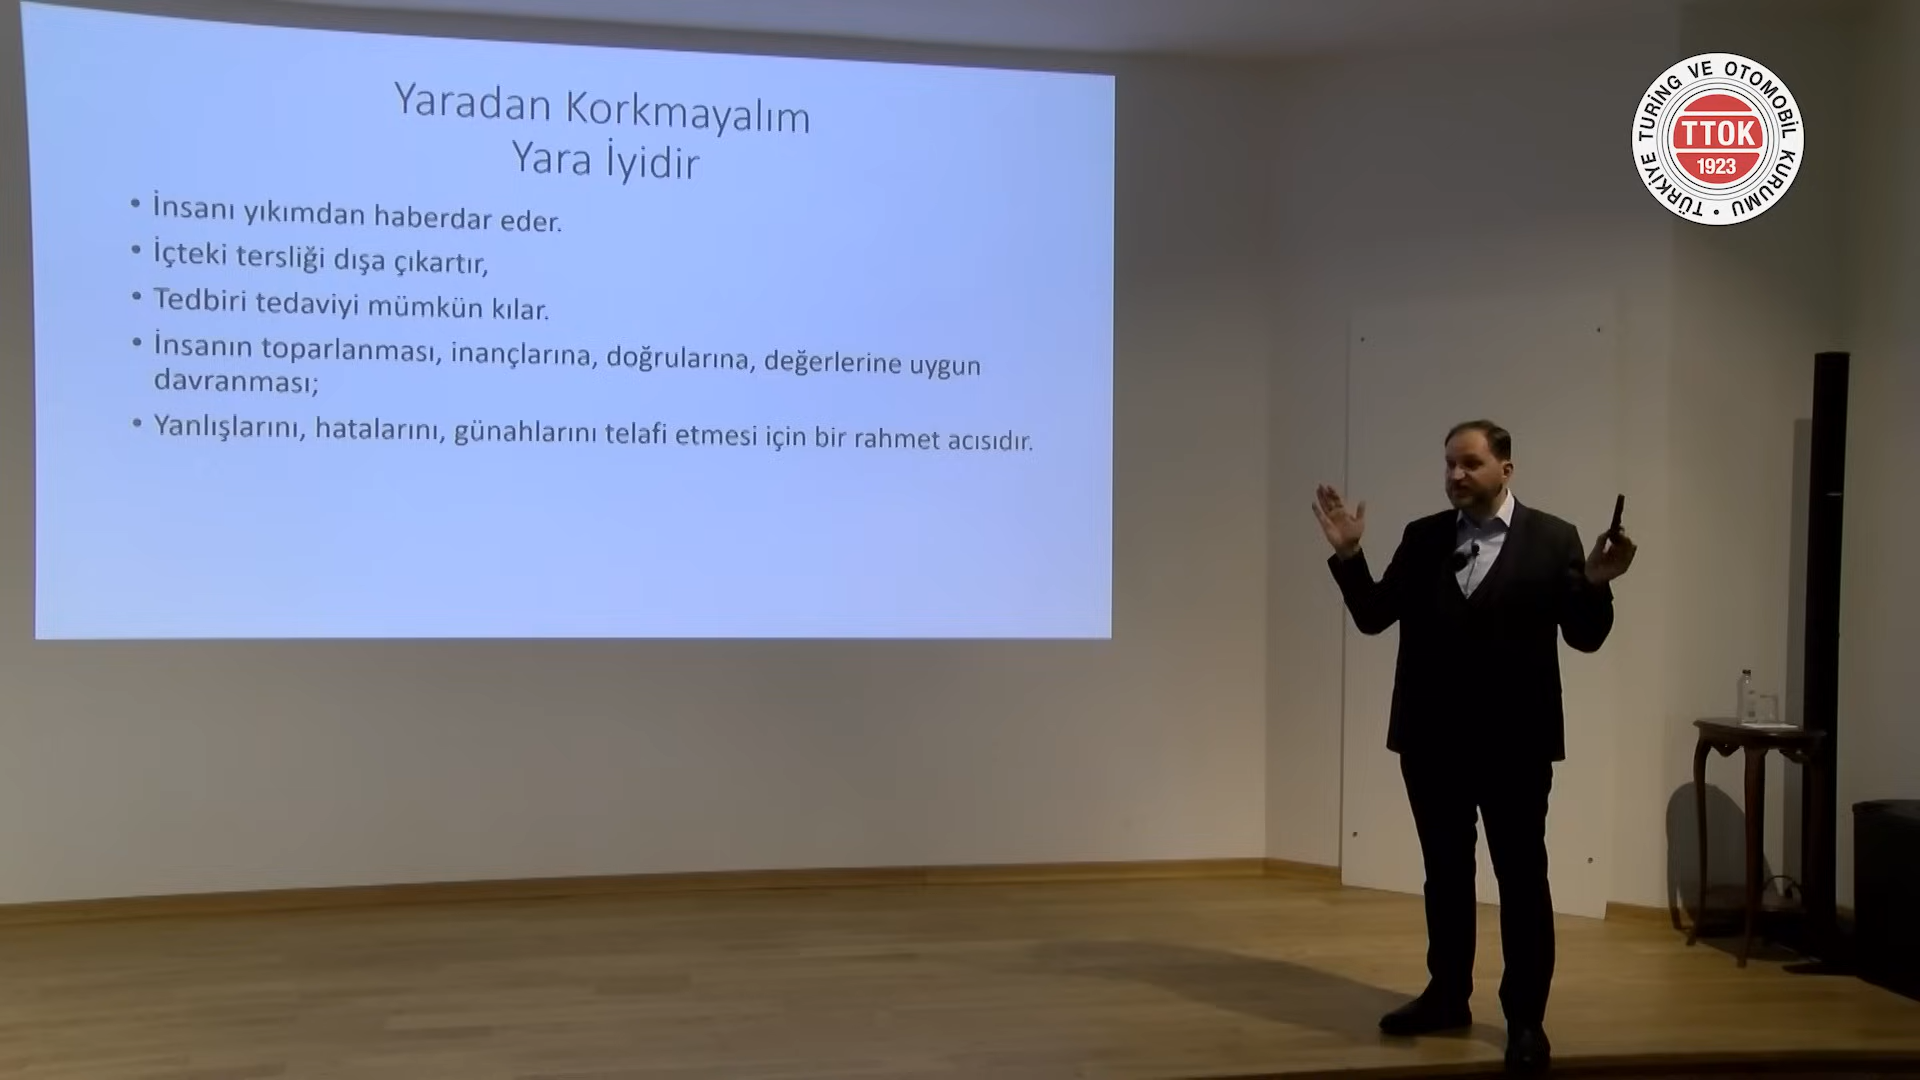 Yaradan Korkmayalım
Yara İyidir
• İnsanı yıkımdan haberdar eder.
• İçteki tersliği dışa çıkartır,
• Tedbiri tedaviyi mümkün kılar.
• İnsanın toparlanması, inançlarına, doğrularına, değerlerine uygun
davranması;
• Yanlışlarını, hatalarını, günahlarını telafi etmesi için bir rahmet acısıdır.
TÜRKİYE TURİNG VE OTOMOBİL KURUMU •
TTOK
1923